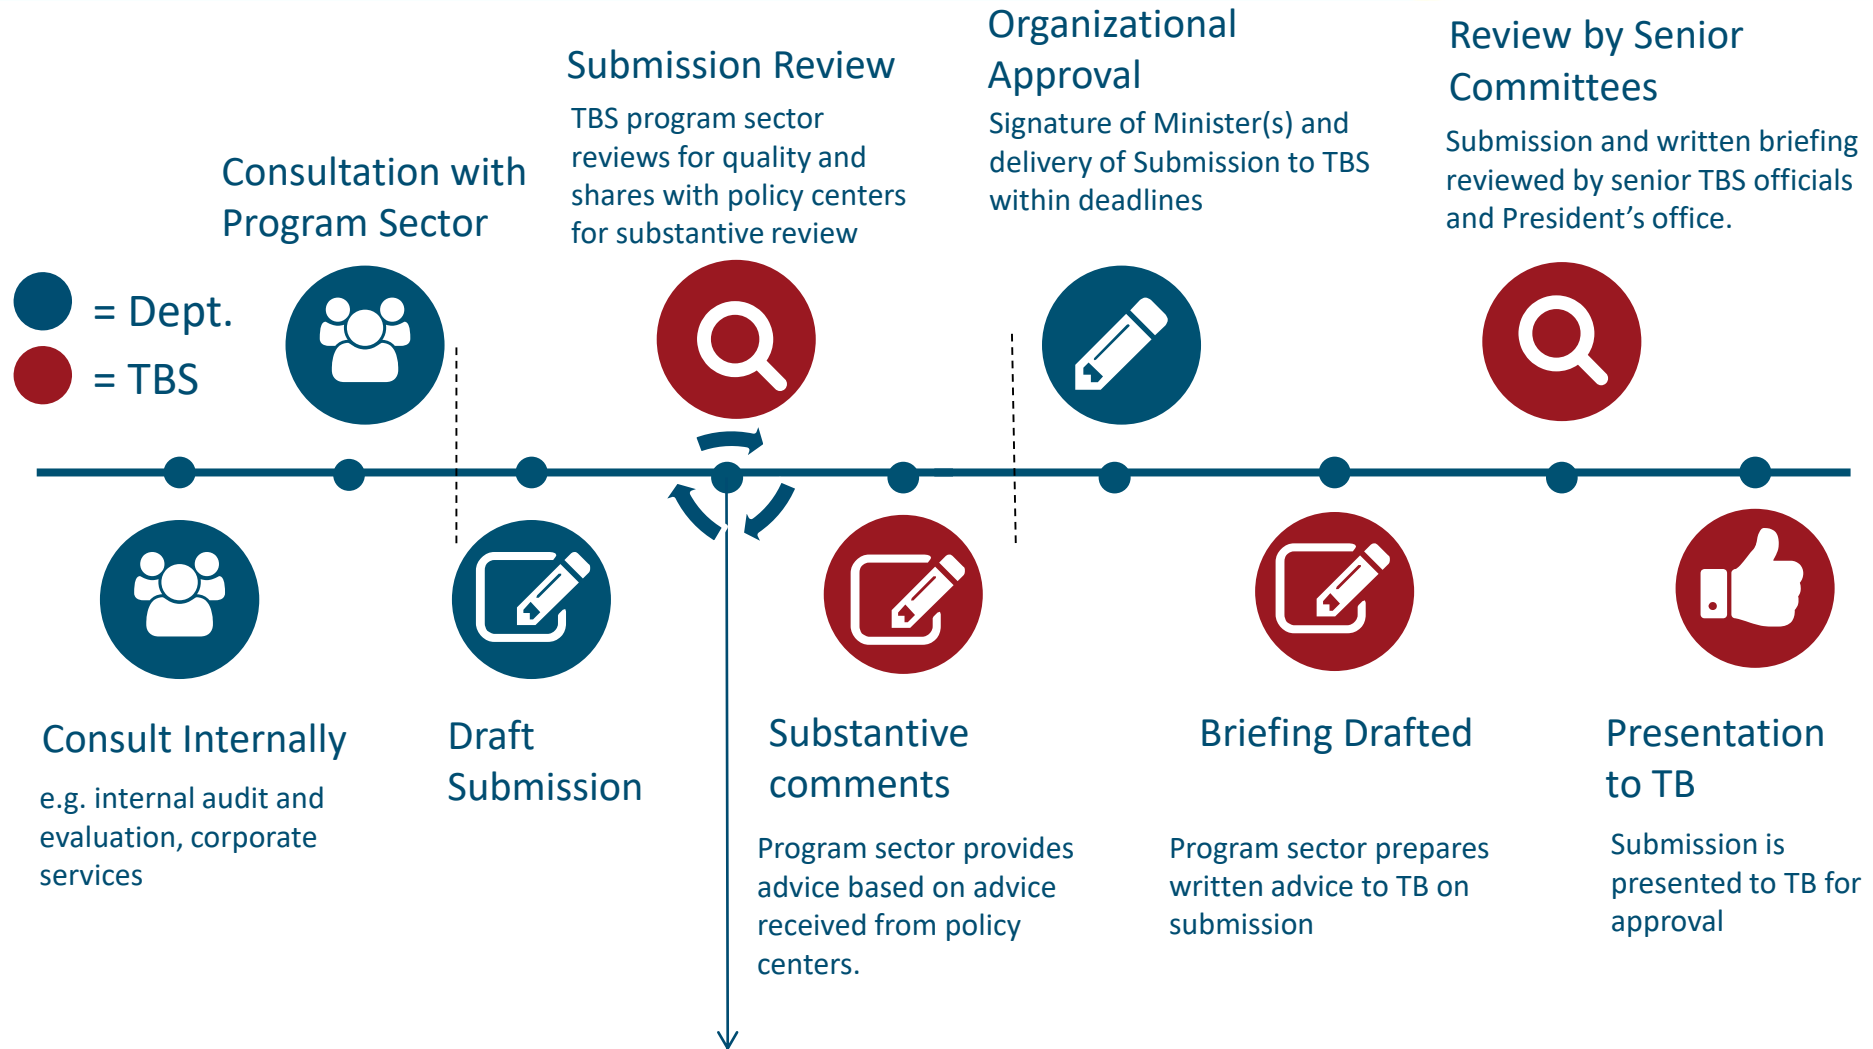 Organizational
Approval
Signature of Minister(s) and
delivery of Submission to TBS
within deadlines
Review by Senior
Committees
Submission and written briefing
reviewed by senior TBS officials
and President's office.
Submission Review
TBS program sector
reviews for quality and
shares with policy centers
for substantive review
Consultation with
Program Sector
= Dept.
= TBS
Consult Internally
e.g. internal audit and
evaluation, corporate
services
Draft
Submission
Substantive
comments
Program sector provides
advice based on advice
received from policy
centers.
Briefing Drafted
Program sector prepares
written advice to TB on
submission
Presentation
to TB
Submission is
presented to TB for
approval